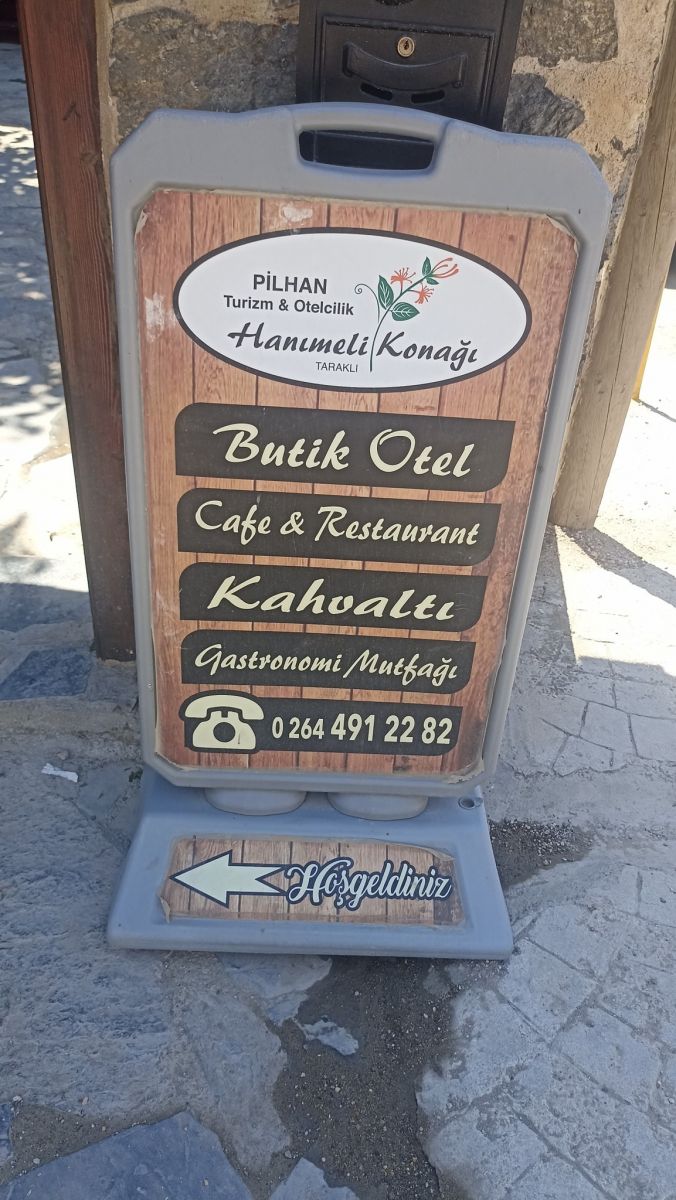 PİLHAN
Turizm & Otelcilik
Hanımeli Konağı
TARAKLI
Butik Otel
Cafe & Restaurant
Kahvaltı
Gastronomi Mutfağı
0 264 491 22 82
Hoşgeldiniz